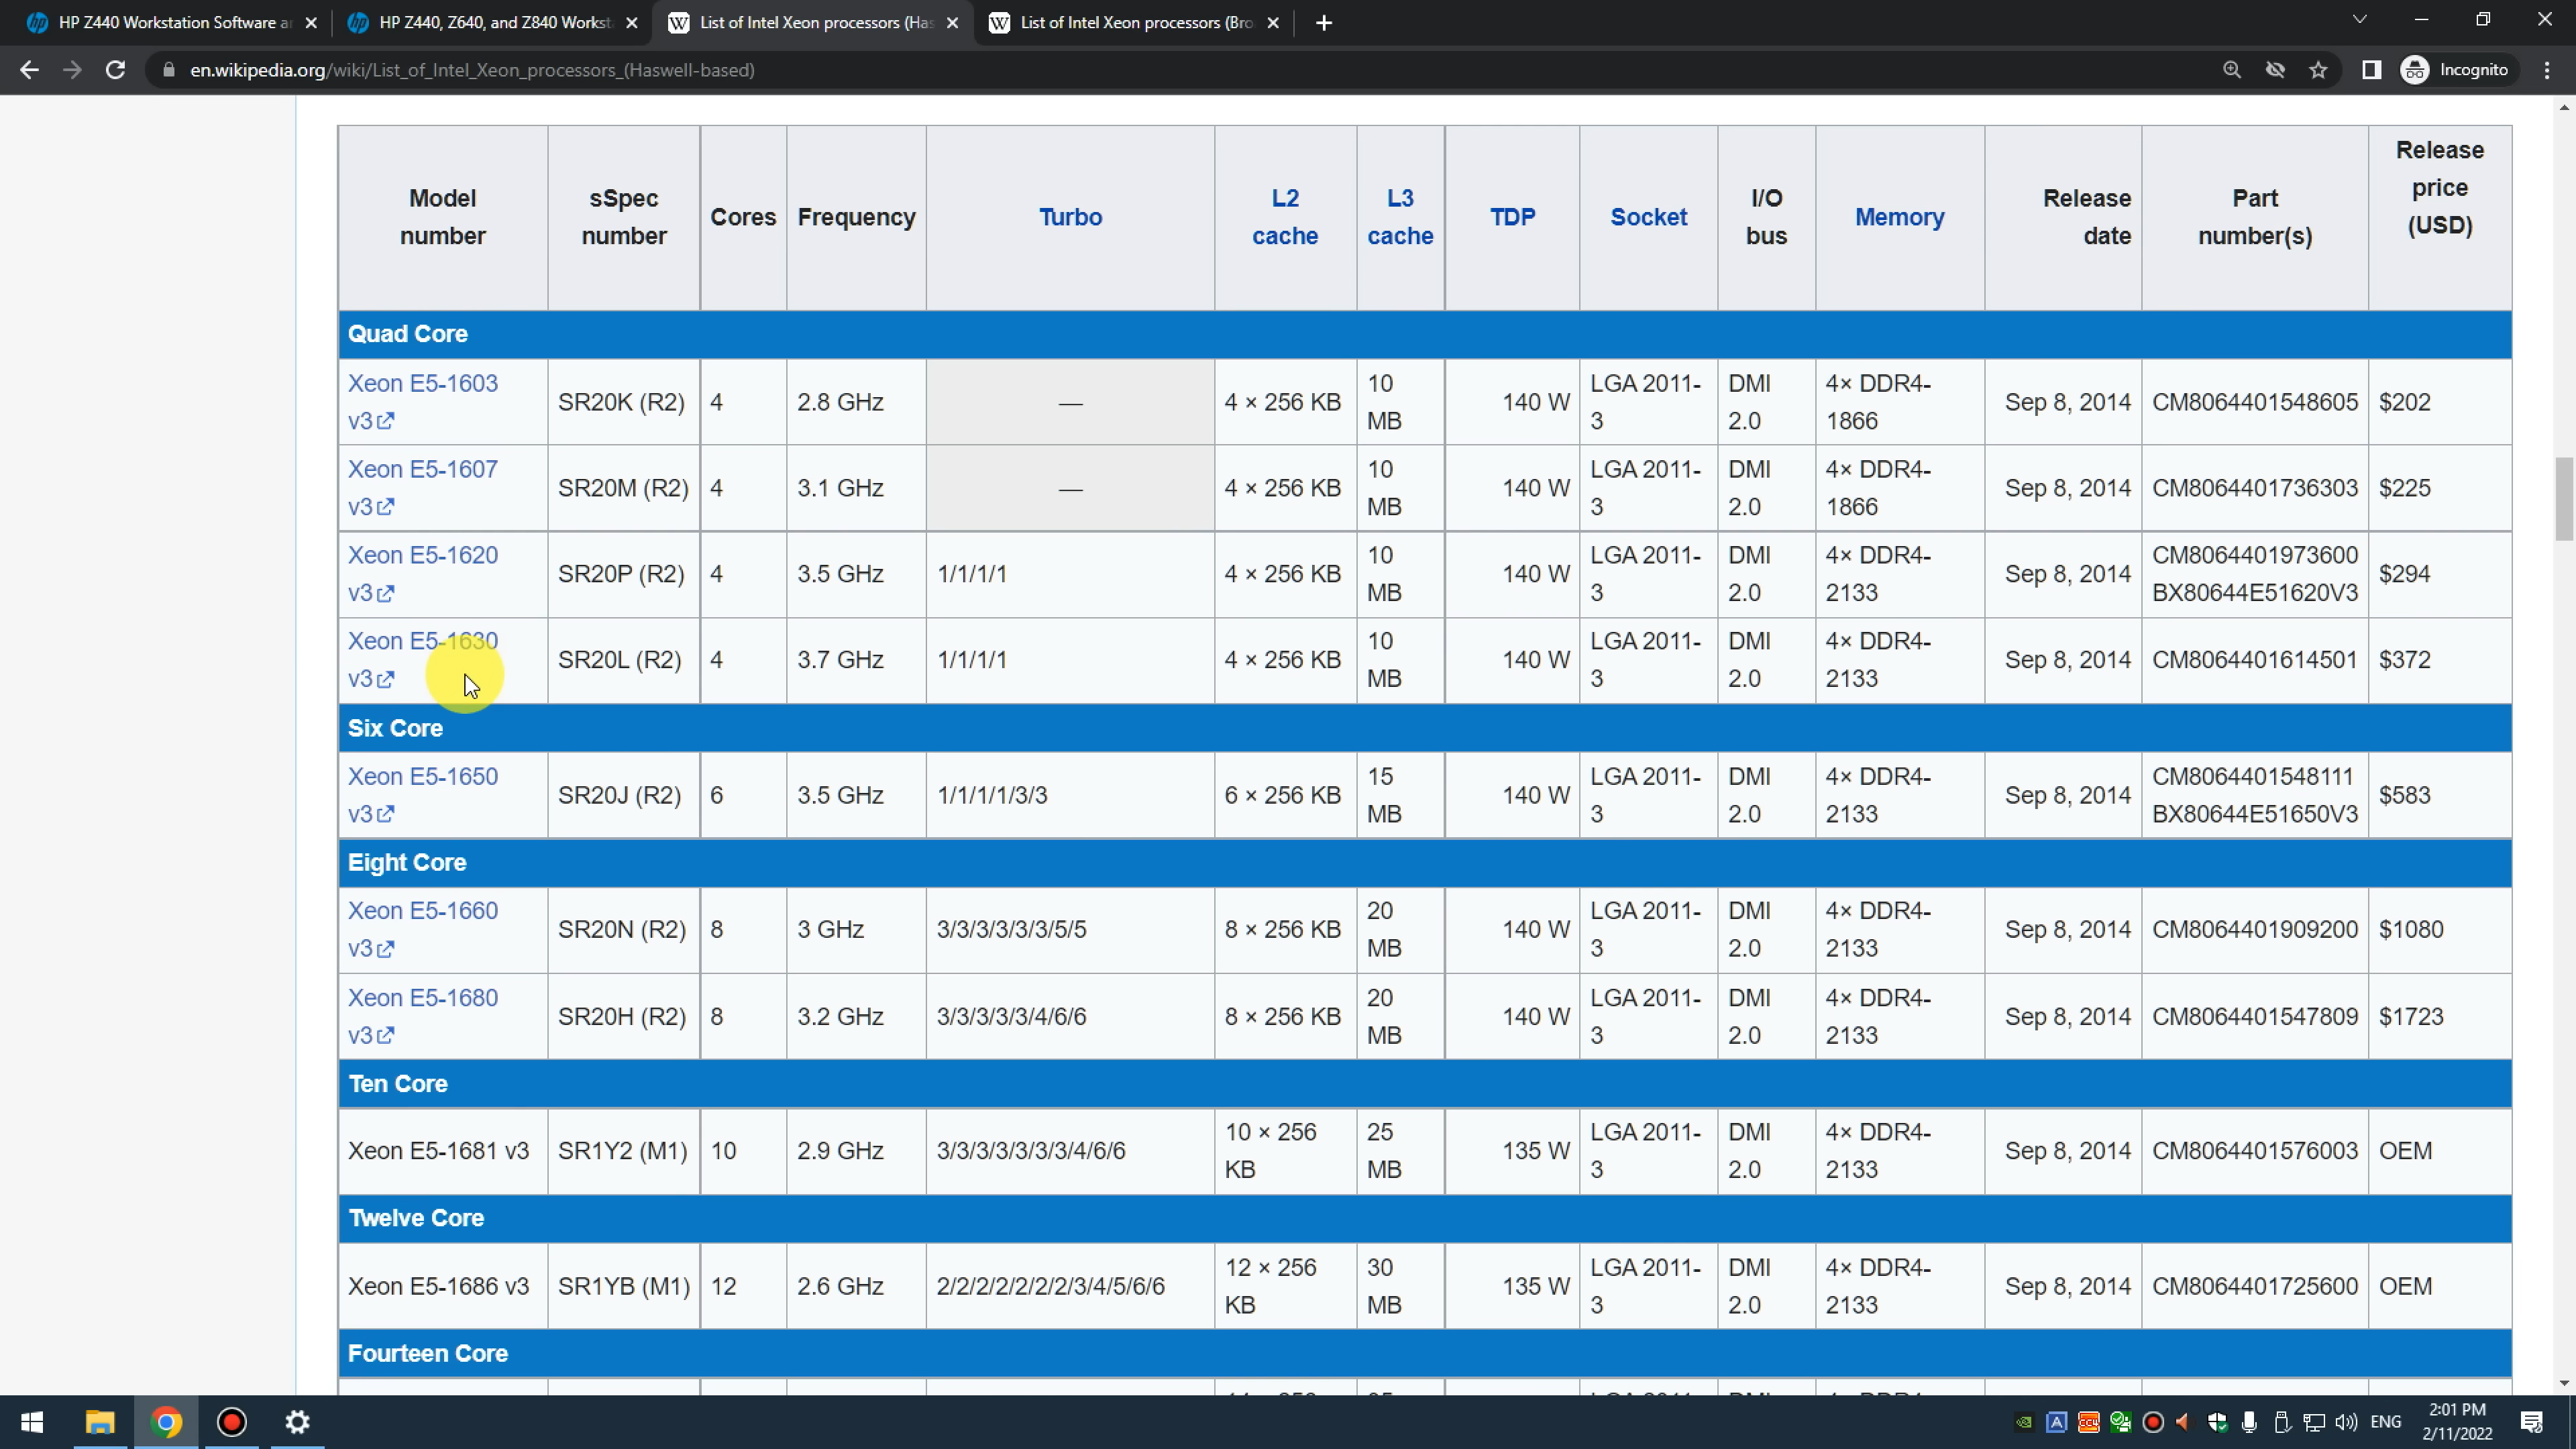 HP Z440 Workstation Software a
HP Z440, Z640, and Z840 Workst
List of Intel Xeon processors (Has
List of Intel Xeon processors (Bro
en.wikipedia.org/wiki/List_of_Intel_Xeon_processors_(Haswell-based)
Incognito
Model number sSpec number Cores Frequency Turbo L2 cache L3 cache TDP Socket I/O bus Memory Release date Part number(s) Release price (USD)
Quad Core
Xeon E5-1603 v3 SR20K (R2) 4 2.8 GHz — 4 × 256 KB 10 MB 140 W LGA 2011-3 DMI 2.0 4× DDR4-1866 Sep 8, 2014 CM8064401548605 $202
Xeon E5-1607 v3 SR20M (R2) 4 3.1 GHz — 4 × 256 KB 10 MB 140 W LGA 2011-3 DMI 2.0 4× DDR4-1866 Sep 8, 2014 CM8064401736303 $225
Xeon E5-1620 v3 SR20P (R2) 4 3.5 GHz 1/1/1/1 4 × 256 KB 10 MB 140 W LGA 2011-3 DMI 2.0 4× DDR4-2133 Sep 8, 2014 CM8064401973600 BX80644E51620V3 $294
Xeon E5-1630 v3 SR20L (R2) 4 3.7 GHz 1/1/1/1 4 × 256 KB 10 MB 140 W LGA 2011-3 DMI 2.0 4× DDR4-2133 Sep 8, 2014 CM8064401614501 $372
Six Core
Xeon E5-1650 v3 SR20J (R2) 6 3.5 GHz 1/1/1/1/3/3 6 × 256 KB 15 MB 140 W LGA 2011-3 DMI 2.0 4× DDR4-2133 Sep 8, 2014 CM8064401548111 BX80644E51650V3 $583
Eight Core
Xeon E5-1660 v3 SR20N (R2) 8 3 GHz 3/3/3/3/3/3/5/5 8 × 256 KB 20 MB 140 W LGA 2011-3 DMI 2.0 4× DDR4-2133 Sep 8, 2014 CM8064401909200 $1080
Xeon E5-1680 v3 SR20H (R2) 8 3.2 GHz 3/3/3/3/3/4/6/6 8 × 256 KB 20 MB 140 W LGA 2011-3 DMI 2.0 4× DDR4-2133 Sep 8, 2014 CM8064401547809 $1723
Ten Core
Xeon E5-1681 v3 SR1Y2 (M1) 10 2.9 GHz 3/3/3/3/3/3/3/4/6/6 10 × 256 KB 25 MB 135 W LGA 2011-3 DMI 2.0 4× DDR4-2133 Sep 8, 2014 CM8064401576003 OEM
Twelve Core
Xeon E5-1686 v3 SR1YB (M1) 12 2.6 GHz 2/2/2/2/2/2/2/3/4/5/6/6 12 × 256 KB 30 MB 135 W LGA 2011-3 DMI 2.0 4× DDR4-2133 Sep 8, 2014 CM8064401725600 OEM
Fourteen Core
ENG
2:01 PM
2/11/2022